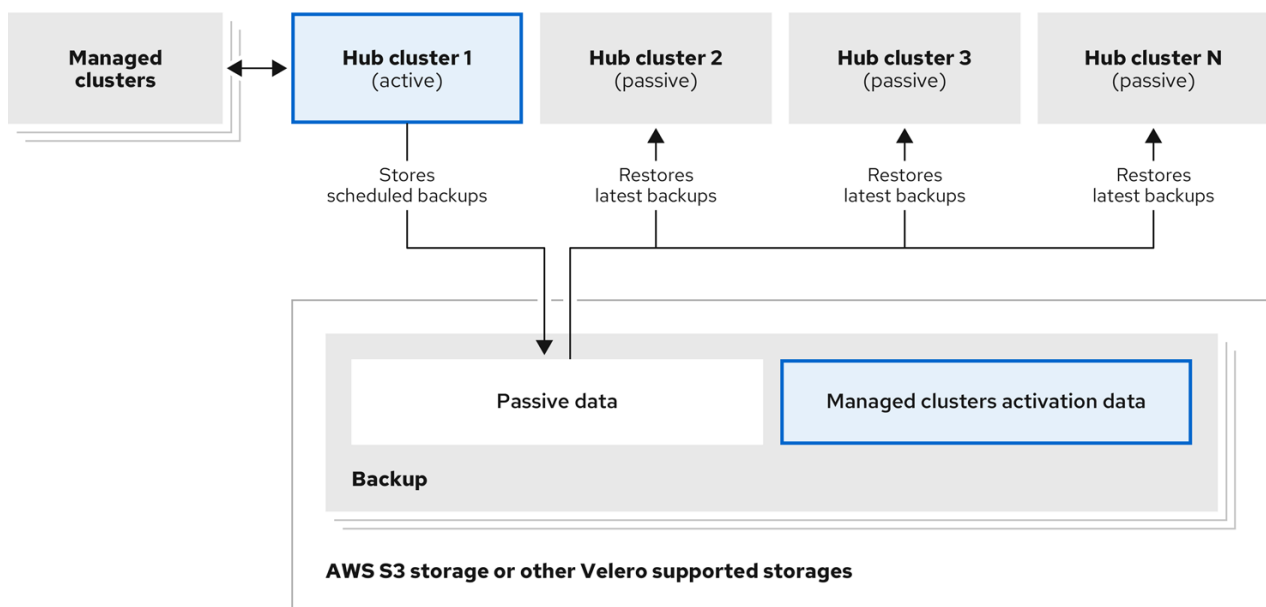 Managed
clusters
Hub cluster 1
(active)
Hub cluster 2
(passive)
Hub cluster 3
(passive)
Hub cluster N
(passive)
Stores
scheduled backups
Restores
latest backups
Restores
latest backups
Restores
latest backups
Passive data
Managed clusters activation data
Backup
AWS S3 storage or other Velero supported storages